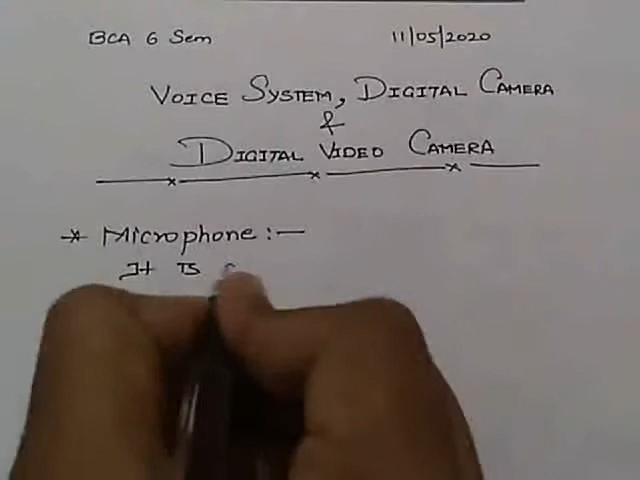 BCA 6 Sem 11/05/2020
VOICE SYSTEM, DIGITAL CAMERA
&
DIGITAL VIDEO CAMERA
* Microphone :—
It is